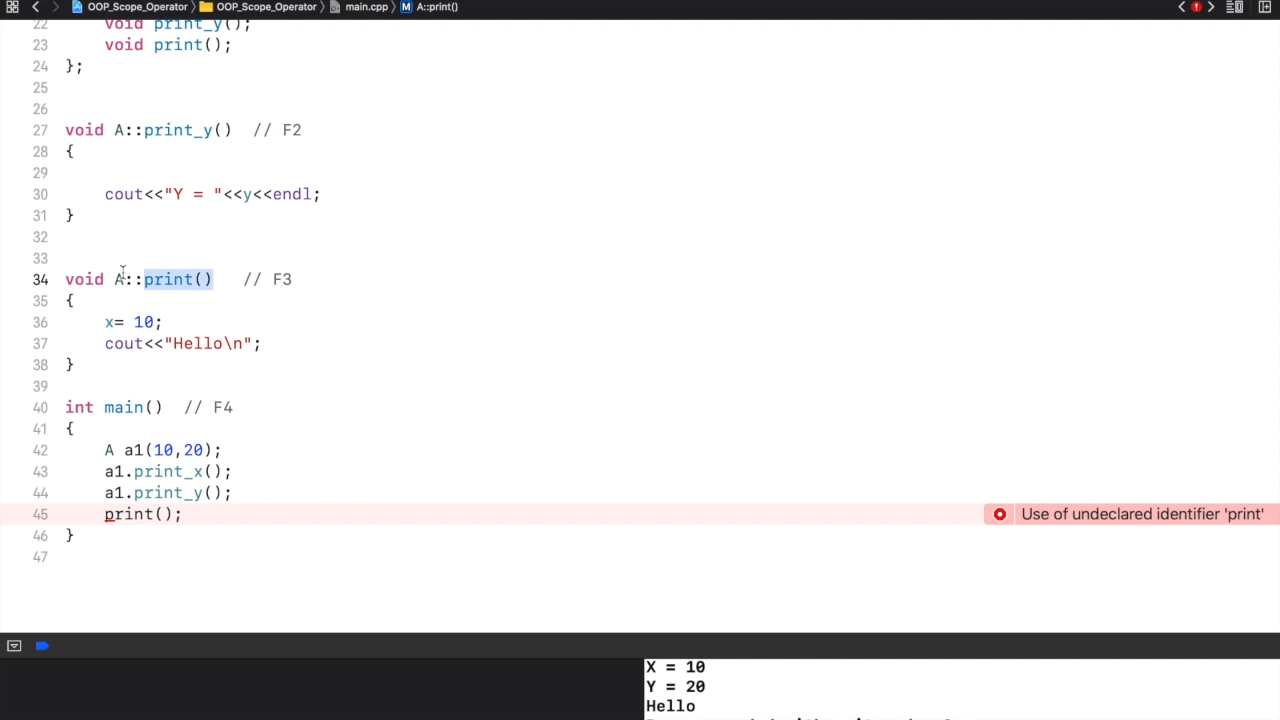 OOP_Scope_Operator OOP_Scope_Operator main.cpp M A::print()
22 void print_y();
23 void print();
24 };
25
26
27 void A::print_y() // F2
28 {
29
30 cout<<"Y = "<<y<<endl;
31 }
32
33
34 void A::print() // F3
35 {
36 x= 10;
37 cout<<"Hello\n";
38 }
39
40 int main() // F4
41 {
42 A a1(10,20);
43 a1.print_x();
44 a1.print_y();
45 print(); Use of undeclared identifier 'print'
46 }
47
X = 10
Y = 20
Hello